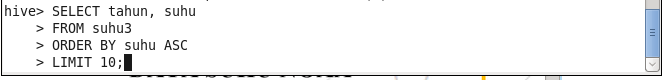 hive> SELECT tahun, suhu
    > FROM suhu3
    > ORDER BY suhu ASC
    > LIMIT 10;